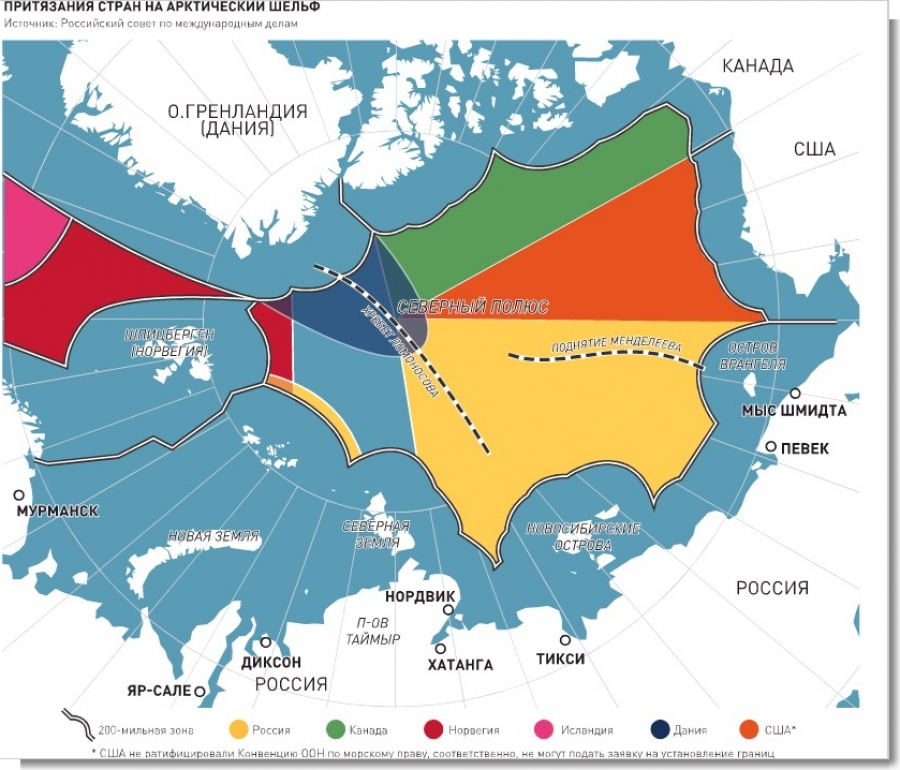 ПРИТЯЗАНИЯ СТРАН НА АРКТИЧЕСКИЙ ШЕЛЬФ
Источник: Российский совет по международным делам
КАНАДА
О.ГРЕНЛАНДИЯ
(ДАНИЯ)
США
СЕВЕРНЫЙ ПОЛЮС
ХРЕБЕТ ЛОМОНОСОВА
ШПИЦБЕРГЕН
(НОРВЕГИЯ)
ПОДНЯТИЕ МЕНДЕЛЕЕВА
ОСТРОВ
ВРАНГЕЛЯ
МЫС ШМИДТА
ПЕВЕК
МУРМАНСК
НОВАЯ ЗЕМЛЯ
СЕВЕРНАЯ
ЗЕМЛЯ
НОВОСИБИРСКИЕ
ОСТРОВА
РОССИЯ
НОРДВИК
П-ОВ
ТАЙМЫР
ДИКСОН
ХАТАНГА
ТИКСИ
ЯР-САЛЕ
РОССИЯ
200-мильная зона
Россия
Канада
Норвегия
Исландия
Дания
США*
* США не ратифицировали Конвенцию ООН по морскому праву, соответственно, не могут подать заявку на установление границ